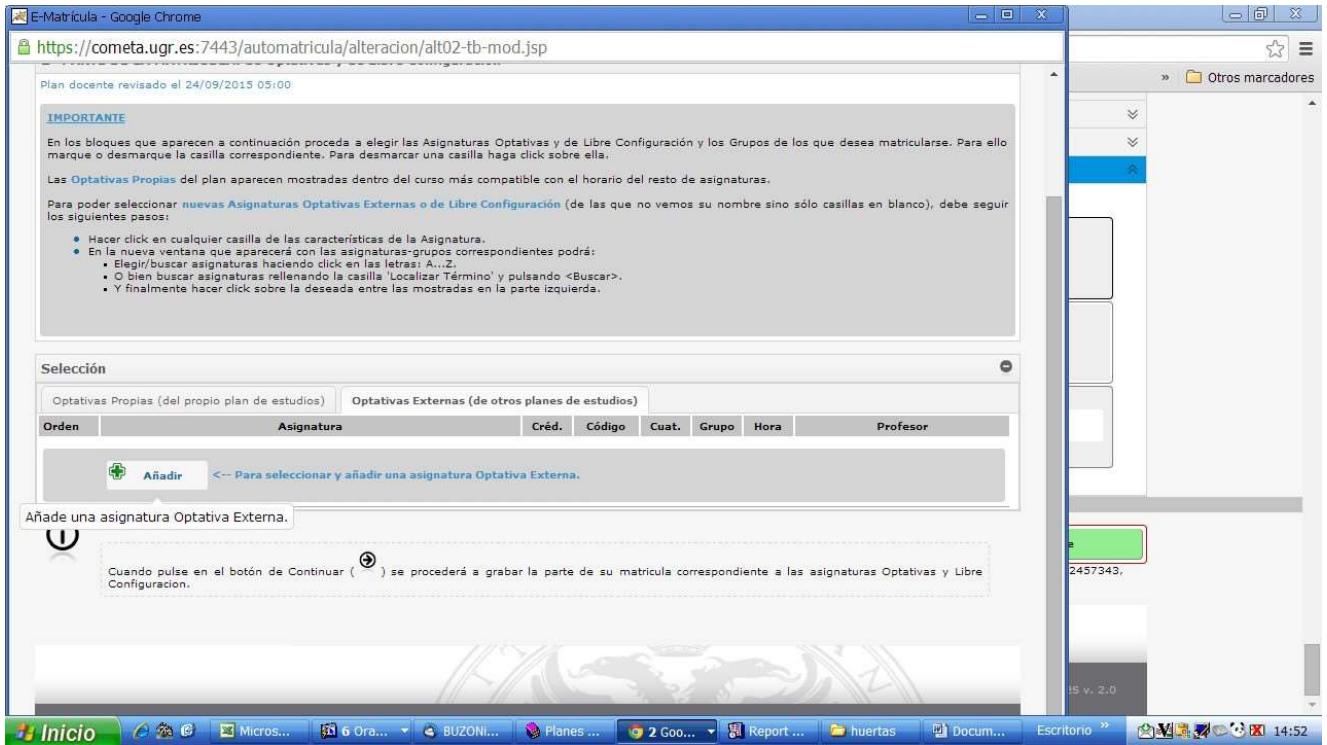 E-Matrícula - Google Chrome
https://cometa.ugr.es:7443/automatricula/alteracion/alt02-tb-mod.jsp
Otros marcadores
Plan docente revisado el 24/09/2015 05:00
IMPORTANTE
En los bloques que aparecen a continuación proceda a elegir las Asignaturas Optativas y de Libre Configuración y los Grupos de los que desea matricularse. Para ello
marque o desmarque la casilla correspondiente. Para desmarcar una casilla haga click sobre ella.
Las Optativas Propias del plan aparecen mostradas dentro del curso más compatible con el horario del resto de asignaturas.
Para poder seleccionar nuevas Asignaturas Optativas Externas o de Libre Configuración (de las que no vemos su nombre sino sólo casillas en blanco), debe seguir
los siguientes pasos:
Hacer click en cualquier casilla de las características de la Asignatura.
En la nueva ventana que aparecerá con las asignaturas-grupos correspondientes podrá:
Elegir/buscar asignaturas haciendo click en las letras: A...Z.
O bien buscar asignaturas rellenando la casilla 'Localizar Término' y pulsando <Buscar>.
Y finalmente hacer click sobre la deseada entre las mostradas en la parte izquierda.
Selección
Optativas Propias (del propio plan de estudios) Optativas Externas (de otros planes de estudios)
Orden Asignatura Créd. Código Cuat. Grupo Hora Profesor
Añadir <-- Para seleccionar y añadir una asignatura Optativa Externa.
Añade una asignatura Optativa Externa.
Cuando pulse en el botón de Continuar ( ) se procederá a grabar la parte de su matricula correspondiente a las asignaturas Optativas y Libre
Configuracion.
2457343,
v. 2.0
Inicio Micros... 6 Ora... BUZONi... Planes ... 2 Goo... Report ... huertas Docum... Escritorio 14:52